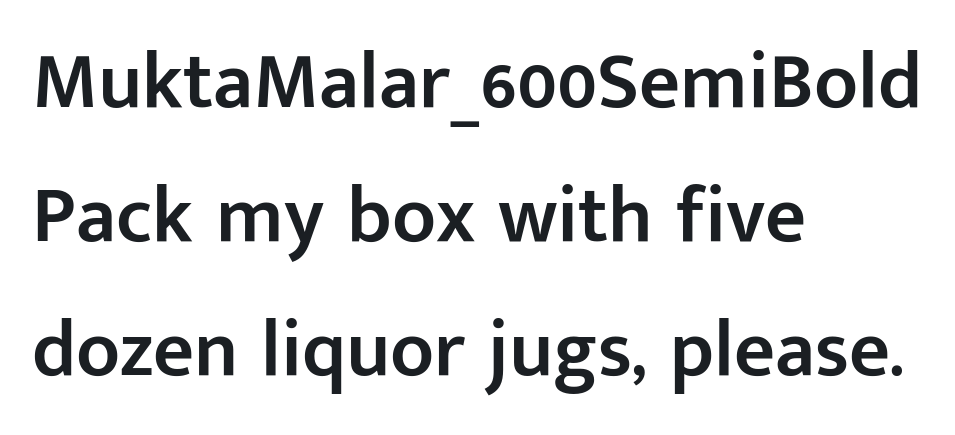 MuktaMalar_600SemiBold
Pack my box with five
dozen liquor jugs, please.